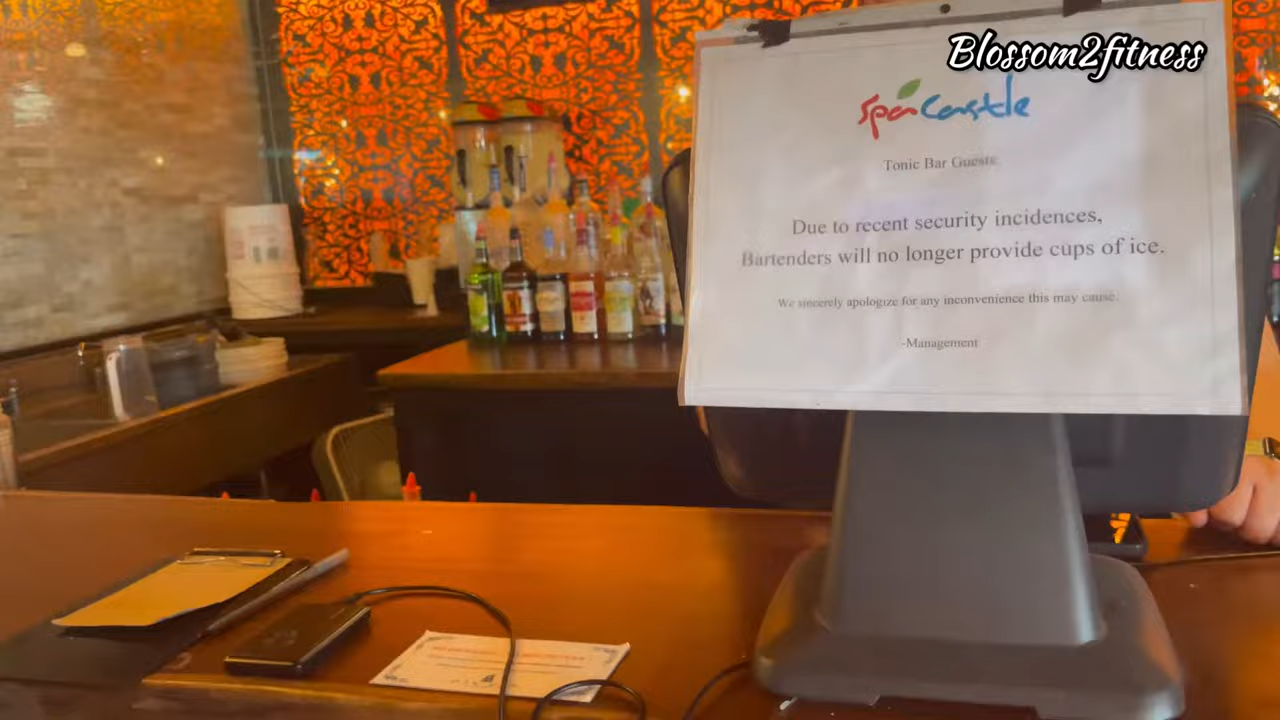 Blossom2fitness
spa castle
Tonic Bar Guests
Due to recent security incidences,
Bartenders will no longer provide cups of ice.
We sincerely apologize for any inconvenience this may cause.
-Management